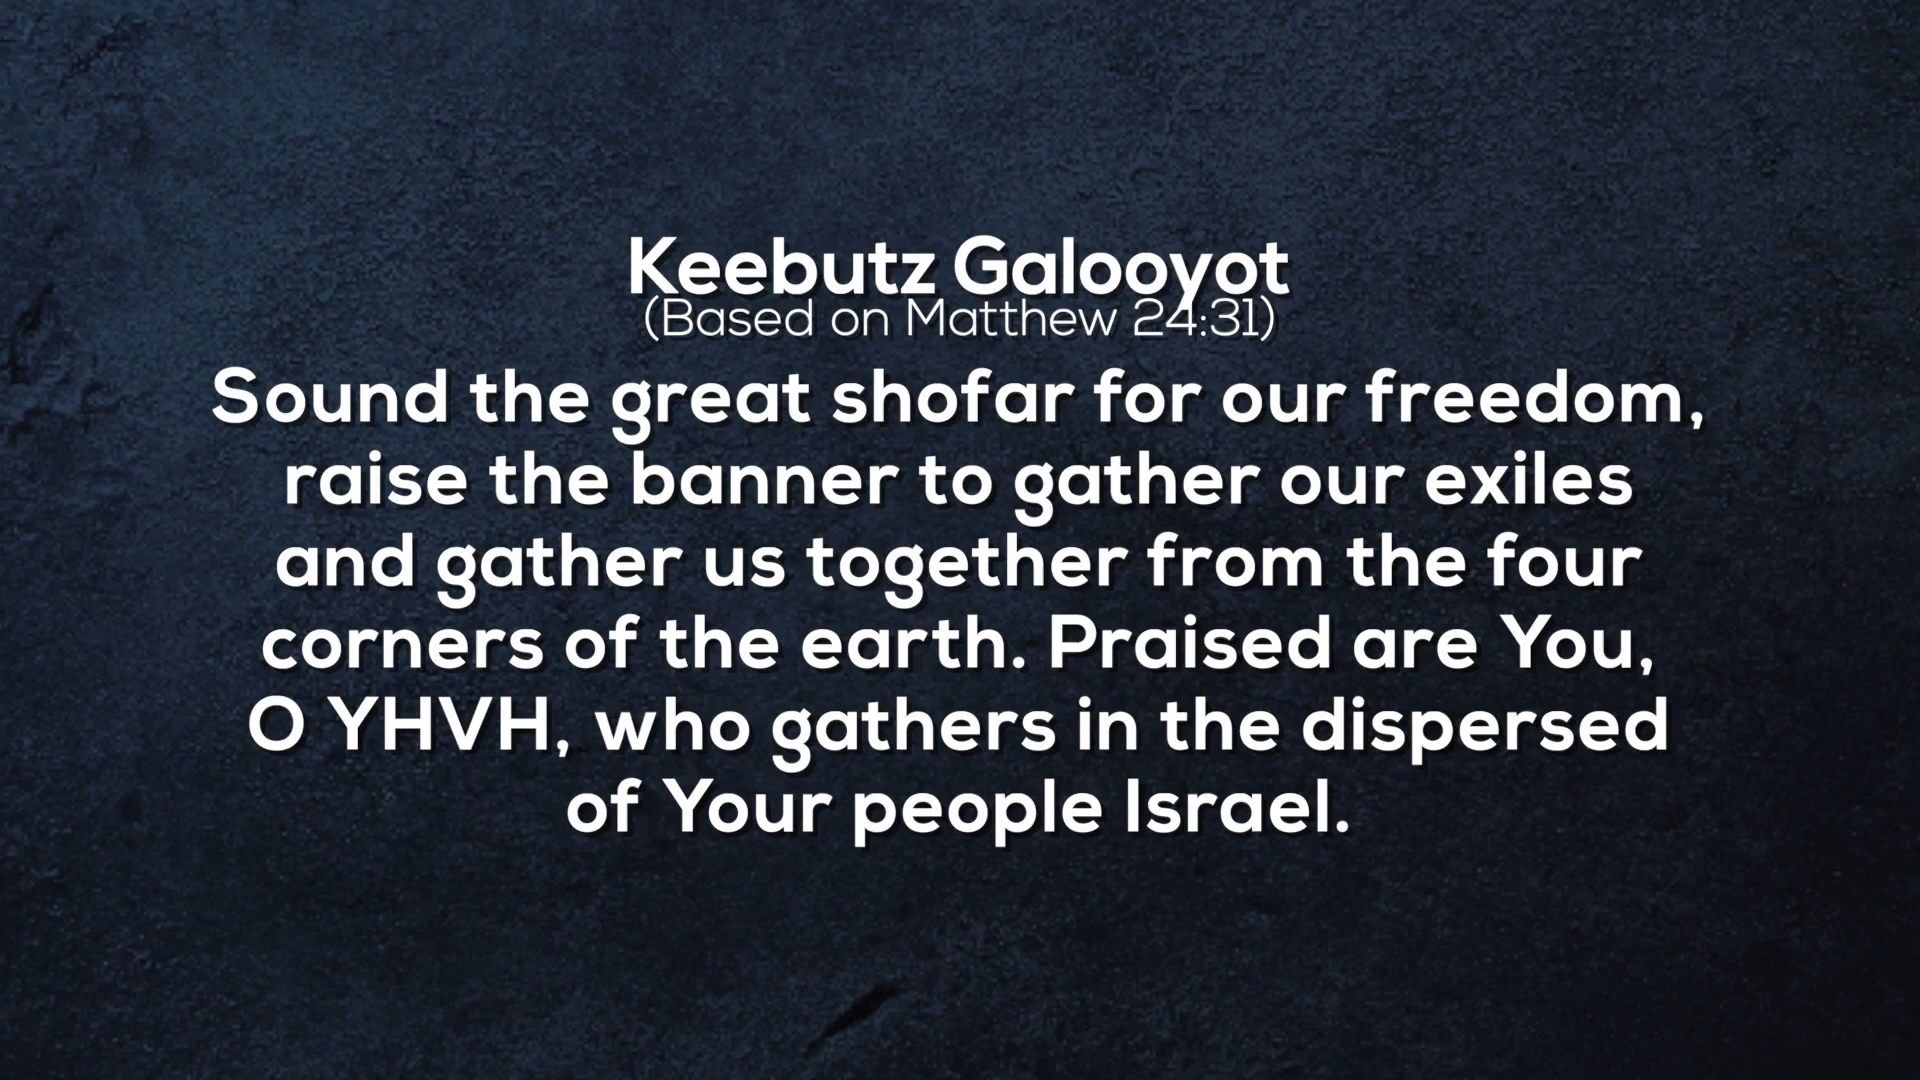 Keebutz Galooyot
(Based on Matthew 24:31)
Sound the great shofar for our freedom,
raise the banner to gather our exiles
and gather us together from the four
corners of the earth. Praised are You,
O YHVH, who gathers in the dispersed
of Your people Israel.